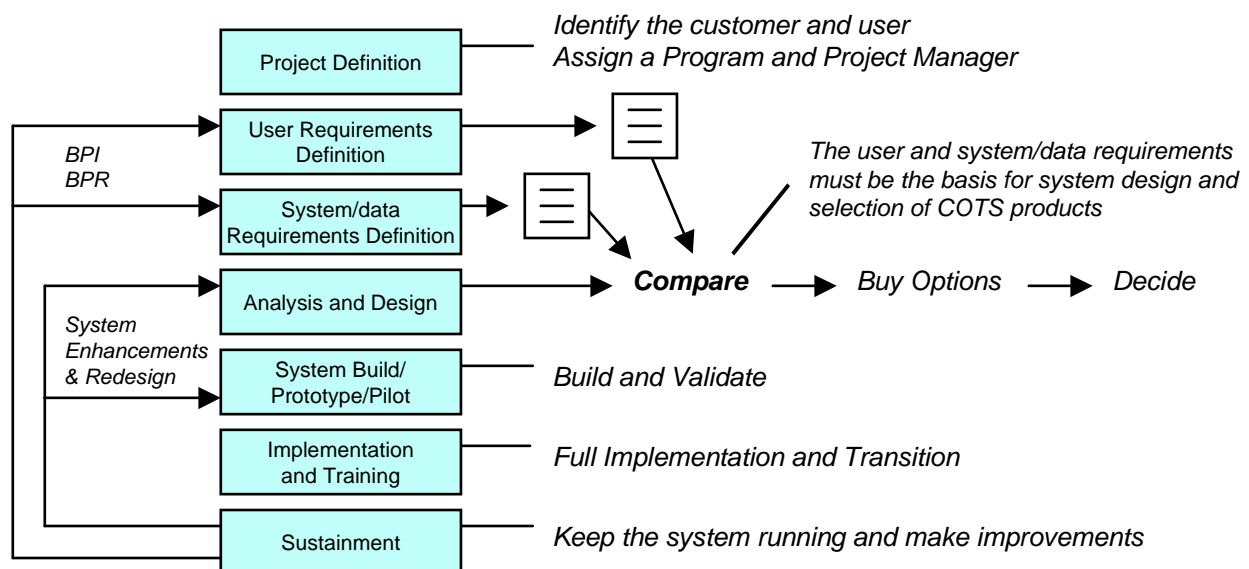 Identify the customer and user
Assign a Program and Project Manager
Project Definition
User Requirements
Definition
BPI
BPR
The user and system/data requirements
must be the basis for system design and
selection of COTS products
System/data
Requirements Definition
Analysis and Design
Compare
Buy Options
Decide
System
Enhancements
& Redesign
System Build/
Prototype/Pilot
Build and Validate
Implementation
and Training
Full Implementation and Transition
Sustainment
Keep the system running and make improvements